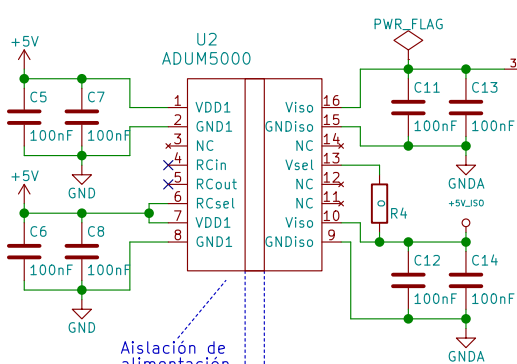 PWR_FLAG
+5V
U2
ADUM5000
3
C5
C7
C11
C13
100nF
100nF
100nF
100nF
1
VDD1
Viso
16
2
GND1
GNDiso
15
3
NC
NC
14
4
RCin
Vsel
13
5
RCout
NC
12
6
RCsel
NC
11
7
VDD1
Viso
10
8
GND1
GNDiso
9
GND
GNDA
+5V
+5V_ISO
0
R4
C6
C8
C12
C14
100nF
100nF
100nF
100nF
GND
GNDA
Aislación de
alimentación